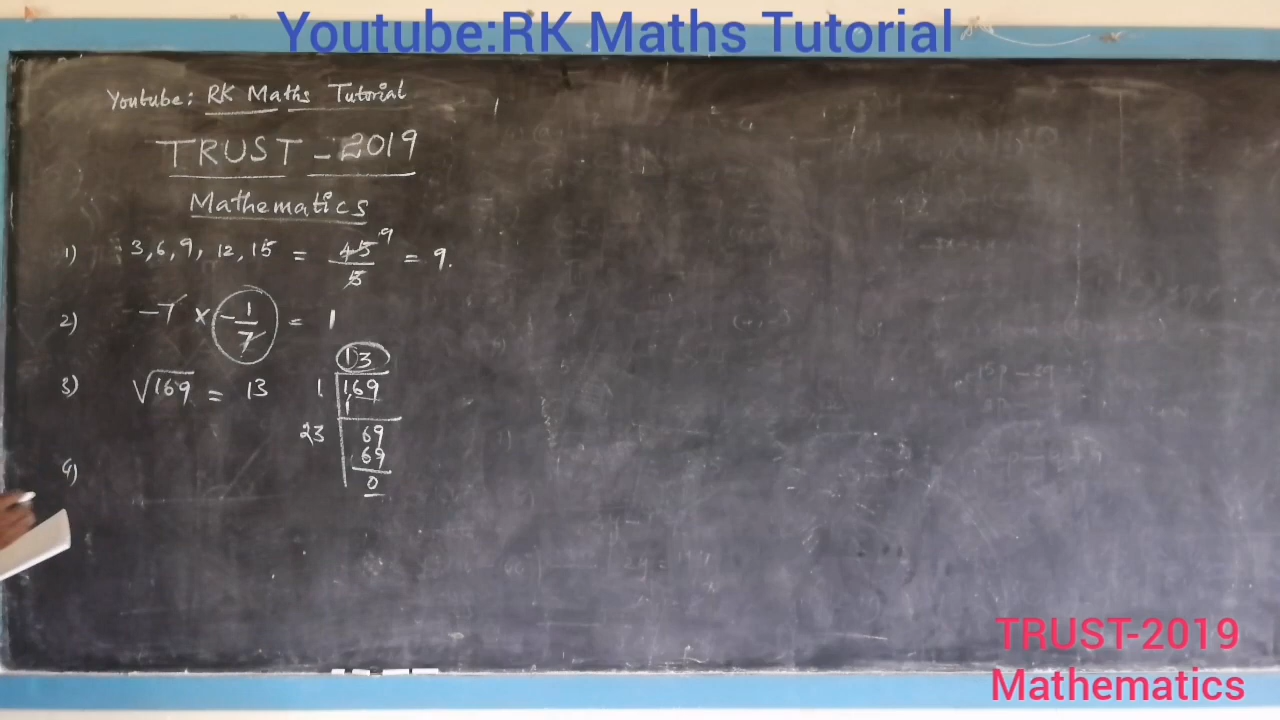 Youtube:RK Maths Tutorial
Youtube: RK Maths Tutorial
TRUST - 2019
Mathematics
1) 3, 6, 9, 12, 15 = 45/5 9 = 9.
2) -7 × -1/7 = 1
3) √169 = 13
13
1 169
1
23 69
69
0
4)
TRUST-2019
Mathematics